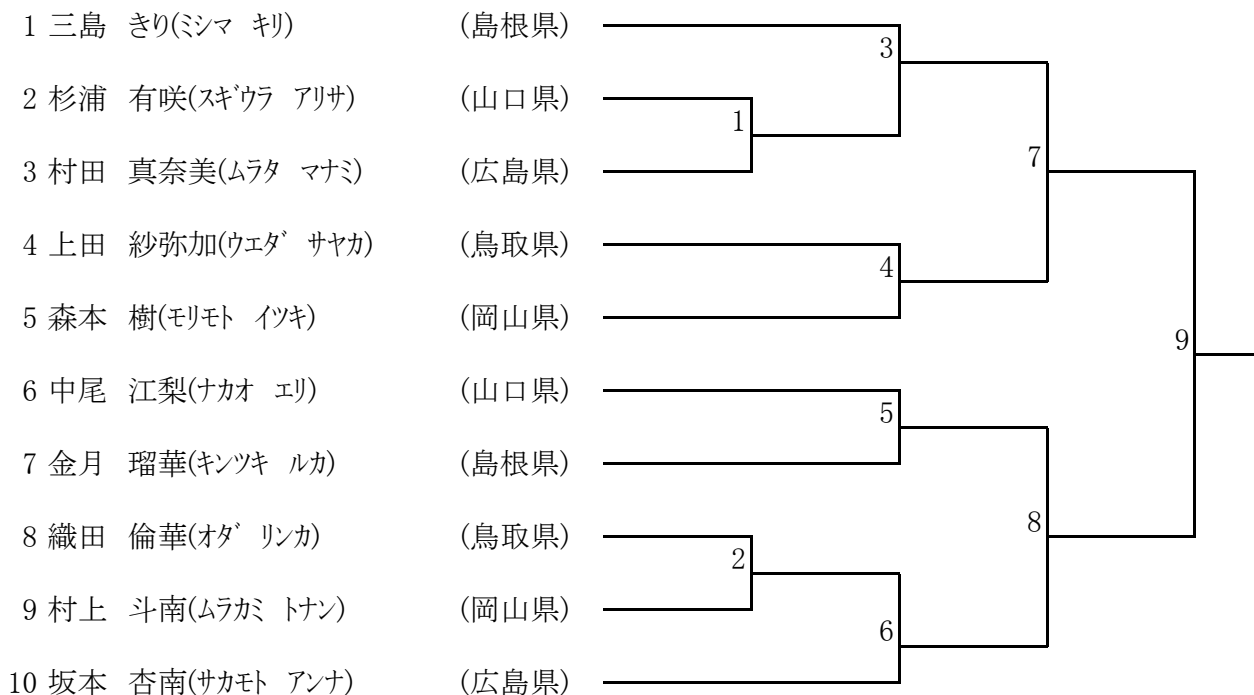 1 三島 きり(ﾐｼﾏ ｷﾘ) (島根県)
3
2 杉浦 有咲(ｽｷﾞｳﾗ ｱﾘｻ) (山口県)
1
3 村田 真奈美(ﾑﾗﾀ ﾏﾅﾐ) (広島県)
7
4 上田 紗弥加(ｳｴﾀﾞ ｻﾔｶ) (鳥取県)
4
5 森本 樹(ﾓﾘﾓﾄ ｲﾂｷ) (岡山県)
9
6 中尾 江梨(ﾅｶｵ ｴﾘ) (山口県)
5
7 金月 瑠華(ｷﾝﾂｷ ﾙｶ) (島根県)
8
8 織田 倫華(ｵﾀﾞ ﾘﾝｶ) (鳥取県)
2
9 村上 斗南(ﾑﾗｶﾐ ﾄﾅﾝ) (岡山県)
6
10 坂本 杏南(ｻｶﾓﾄ ｱﾝﾅ) (広島県)